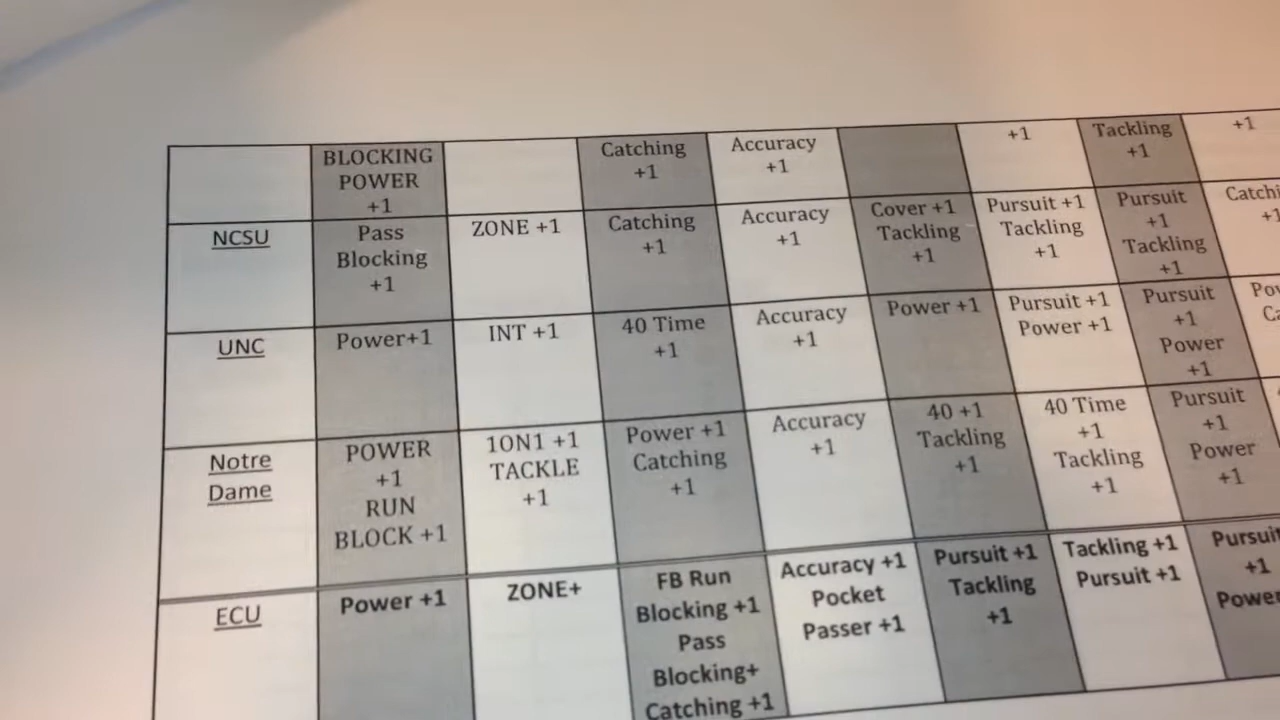 BLOCKING
POWER
+1
Catching
+1
Accuracy
+1
+1
Tackling
+1
+1
NCSU
Pass
Blocking
+1
ZONE +1
Catching
+1
Accuracy
+1
Cover +1
Tackling
+1
Pursuit +1
Tackling
+1
Pursuit
+1
Tackling
+1
UNC
Power+1
INT +1
40 Time
+1
Accuracy
+1
Power +1
Pursuit +1
Power +1
Pursuit
+1
Power
+1
Notre
Dame
POWER
+1
RUN
BLOCK +1
1ON1 +1
TACKLE
+1
Power +1
Catching
+1
Accuracy
+1
40 +1
Tackling
+1
40 Time
+1
Tackling
+1
Pursuit
+1
Power
+1
ECU
Power +1
ZONE+
FB Run
Blocking +1
Pass
Blocking+
Catching +1
Accuracy +1
Pocket
Passer +1
Pursuit +1
Tackling
+1
Tackling +1
Pursuit +1
Pursuit
+1
Power